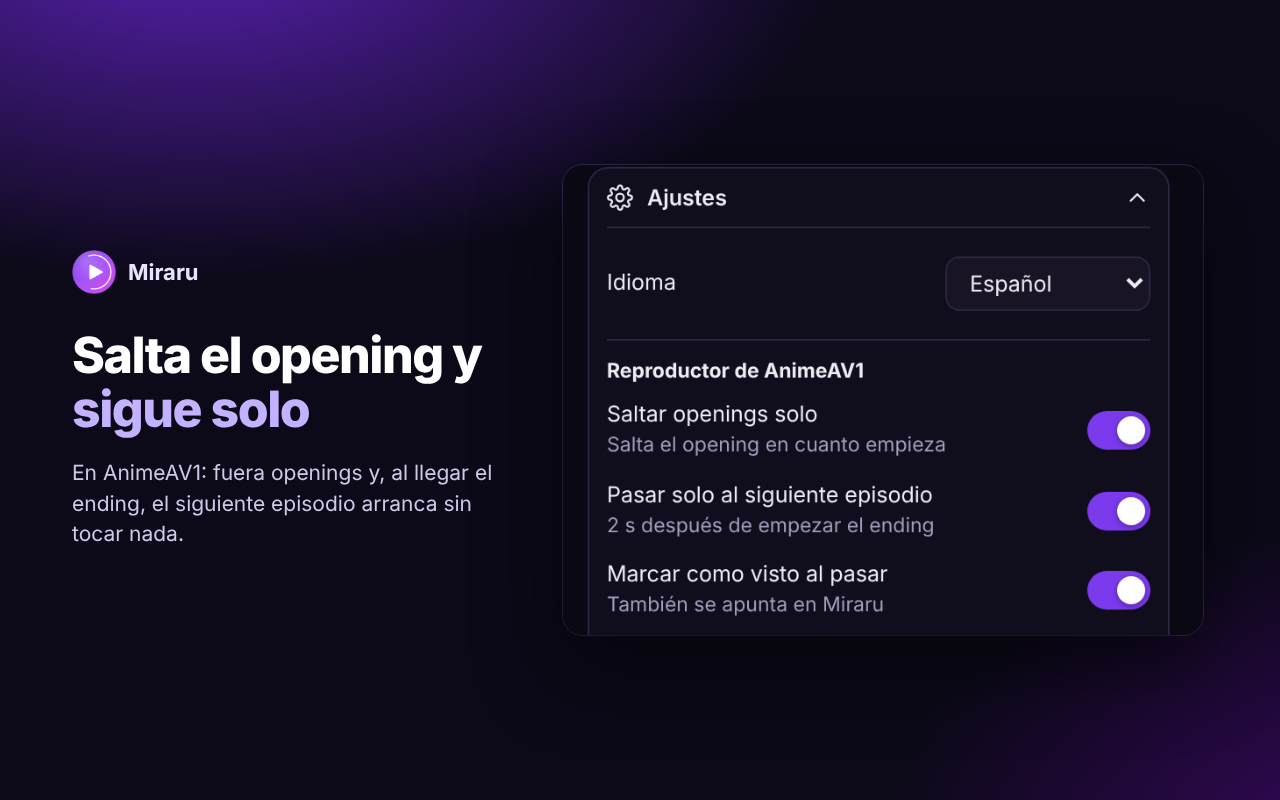 Miraru
Salta el opening y
sigue solo
En AnimeAV1: fuera openings y, al llegar el
ending, el siguiente episodio arranca sin
tocar nada.
Ajustes
Idioma
Español
Reproductor de AnimeAV1
Saltar openings solo
Salta el opening en cuanto empieza
Pasar solo al siguiente episodio
2 s después de empezar el ending
Marcar como visto al pasar
También se apunta en Miraru